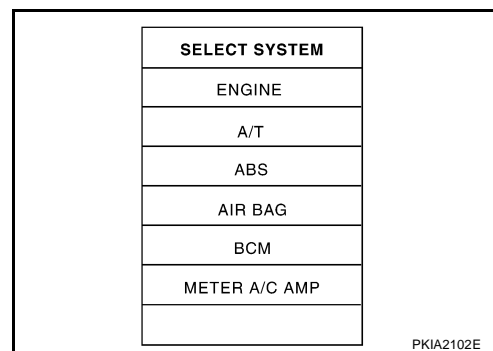 SELECT SYSTEM
ENGINE
A/T
ABS
AIR BAG
BCM
METER A/C AMP
PKIA2102E